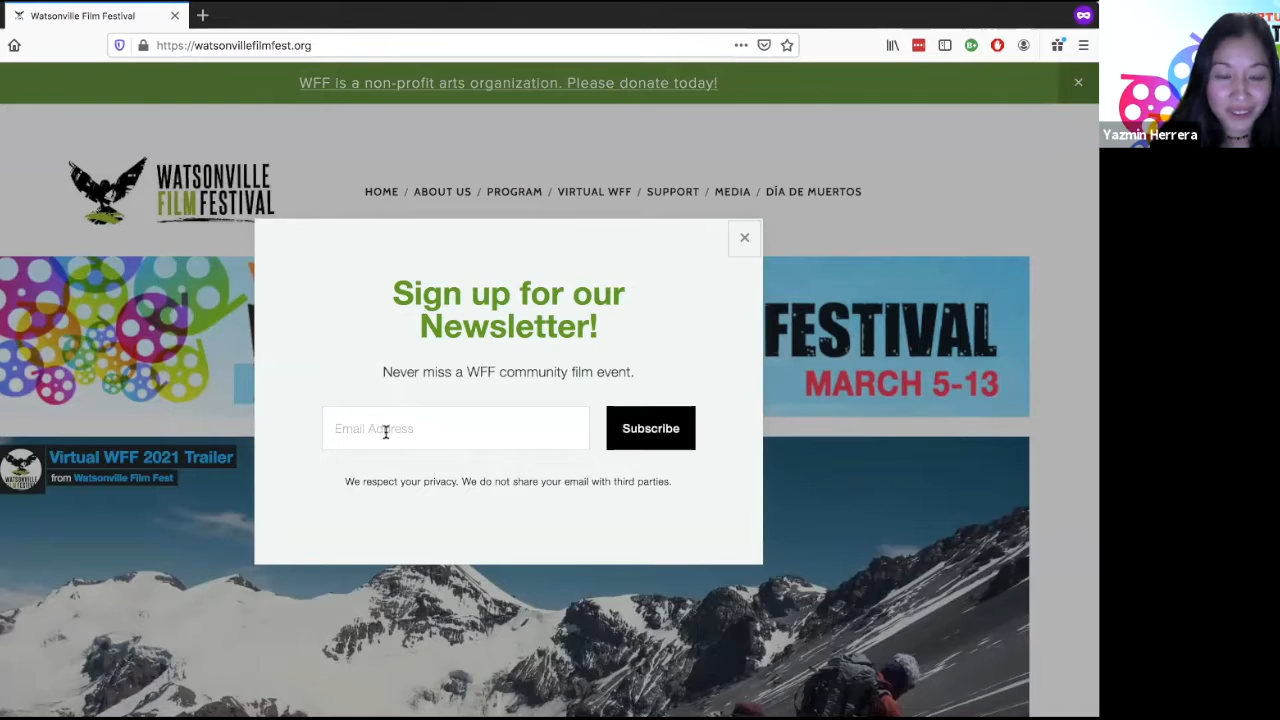 Watsonville Film Festival
https://watsonvillefilmfest.org
WFF is a non-profit arts organization. Please donate today!
WATSONVILLE
FILMFESTIVAL
HOME / ABOUT US / PROGRAM / VIRTUAL WFF / SUPPORT / MEDIA / DÍA DE MUERTOS
Sign up for our
Newsletter!
Never miss a WFF community film event.
Email Address
Subscribe
We respect your privacy. We do not share your email with third parties.
FESTIVAL
MARCH 5-13
Virtual WFF 2021 Trailer
from Watsonville Film Fest
Yazmin Herrera